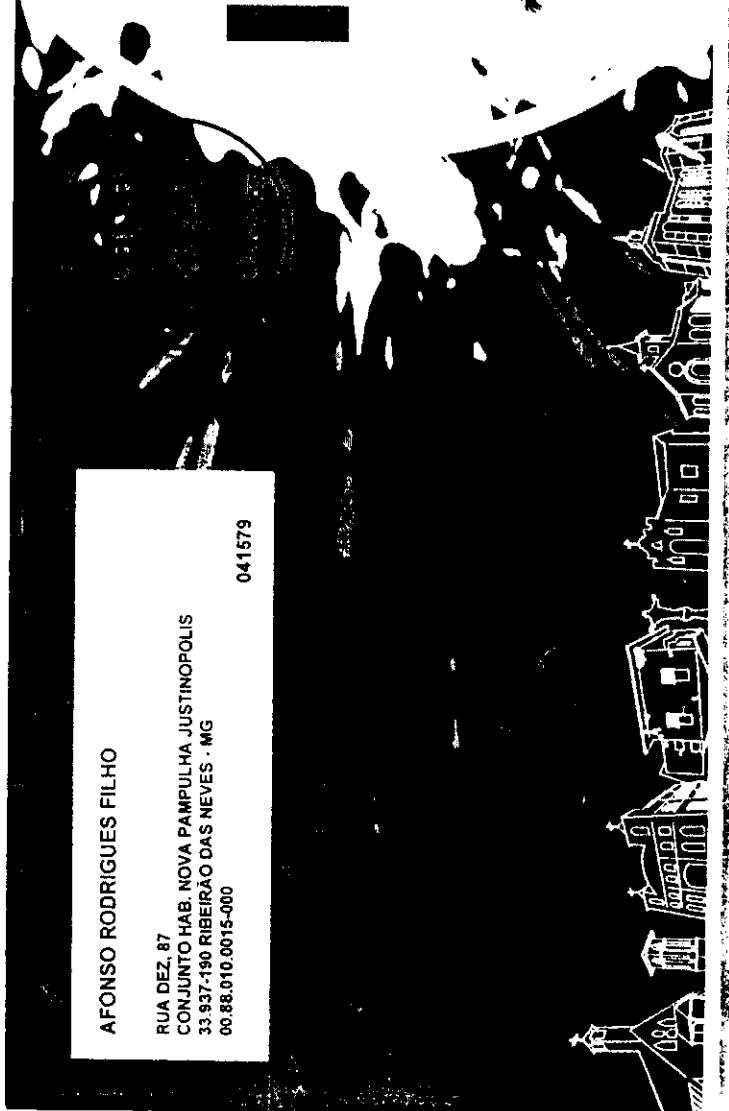 AFONSO RODRIGUES FILHO
RUA DEZ, 87
CONJUNTO HAB. NOVA PAMPULHA JUSTINOPOLIS
33.937-190 RIBEIRÃO DAS NEVES - MG
00.88.010.0015-000
041579